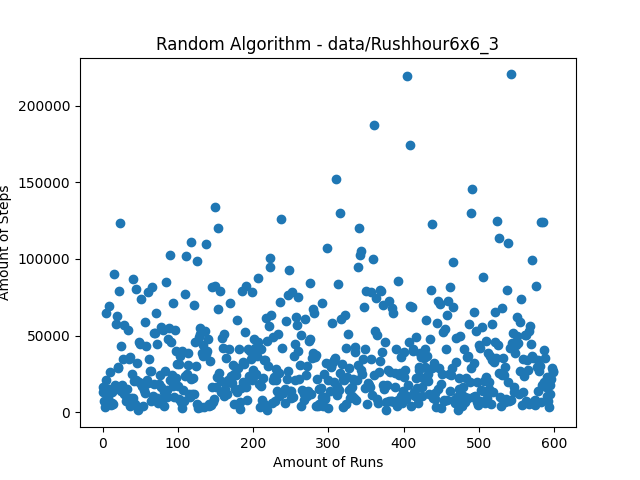 Random Algorithm - data/Rushhour6x6_3
Amount of Steps
200000
150000
100000
50000
0
0 100 200 300 400 500 600
Amount of Runs